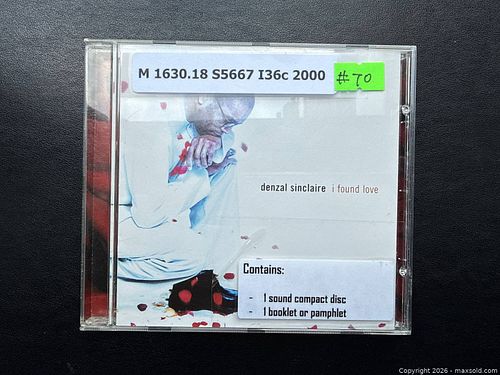 M 1630.18 S5667 I36c 2000
#70
denzal sinclaire i found love
Contains:
- 1 sound compact disc
- 1 booklet or pamphlet
Copyright 2026 - maxsold.com